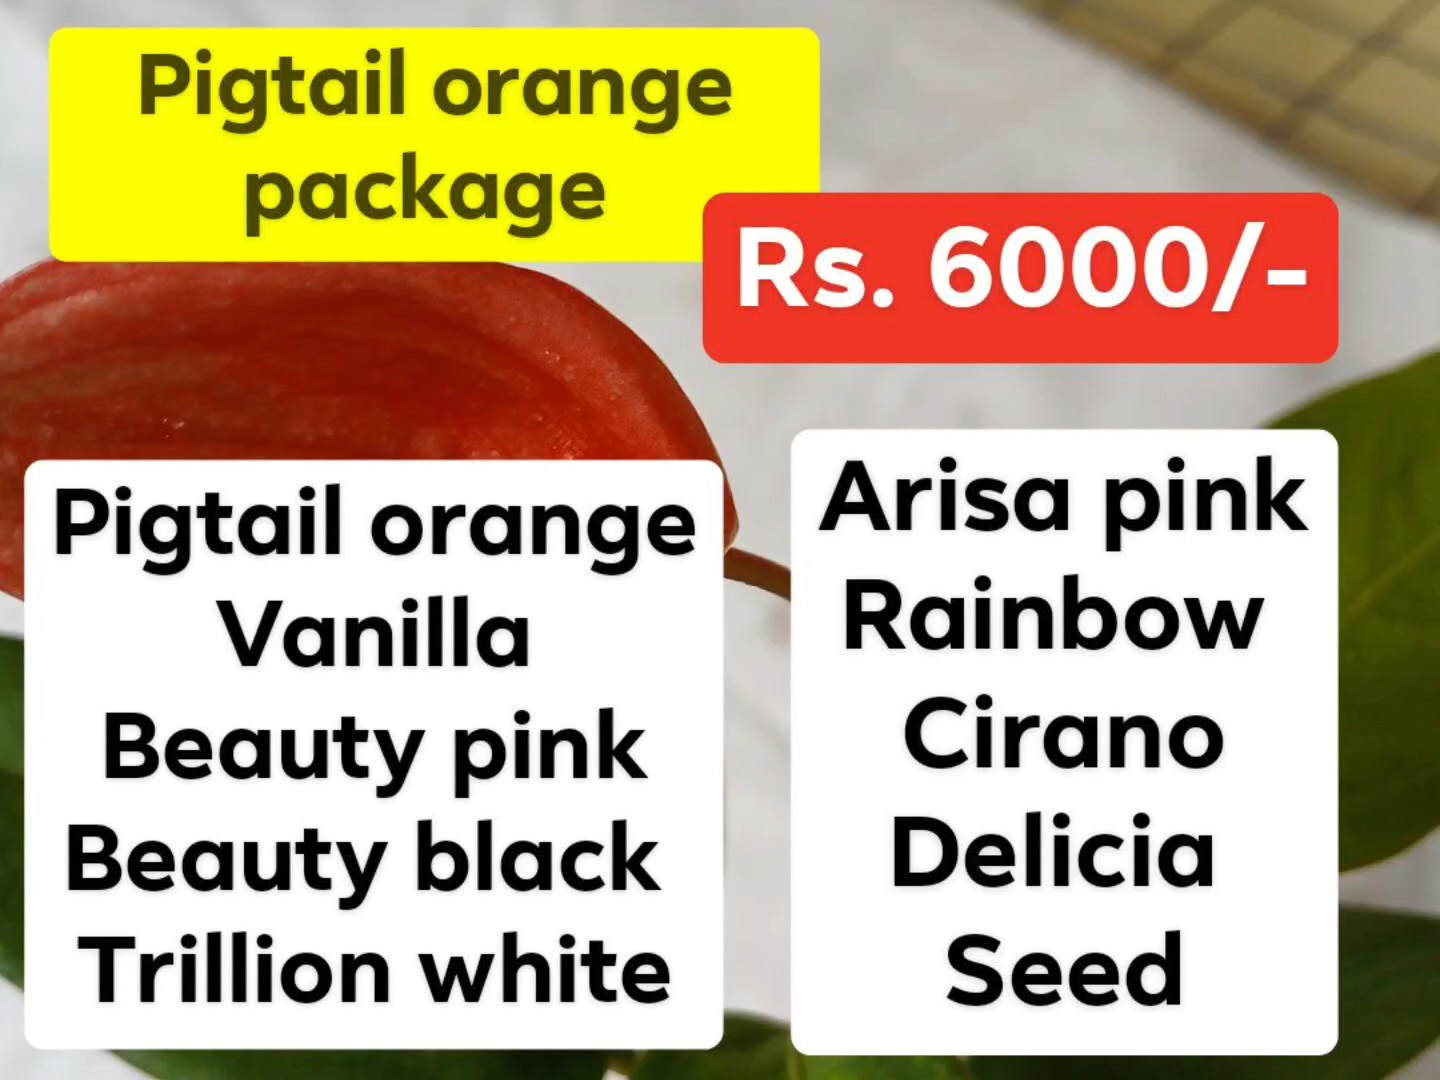 Pigtail orange
package
Rs. 6000/-
Pigtail orange
Vanilla
Beauty pink
Beauty black
Trillion white
Arisa pink
Rainbow
Cirano
Delicia
Seed